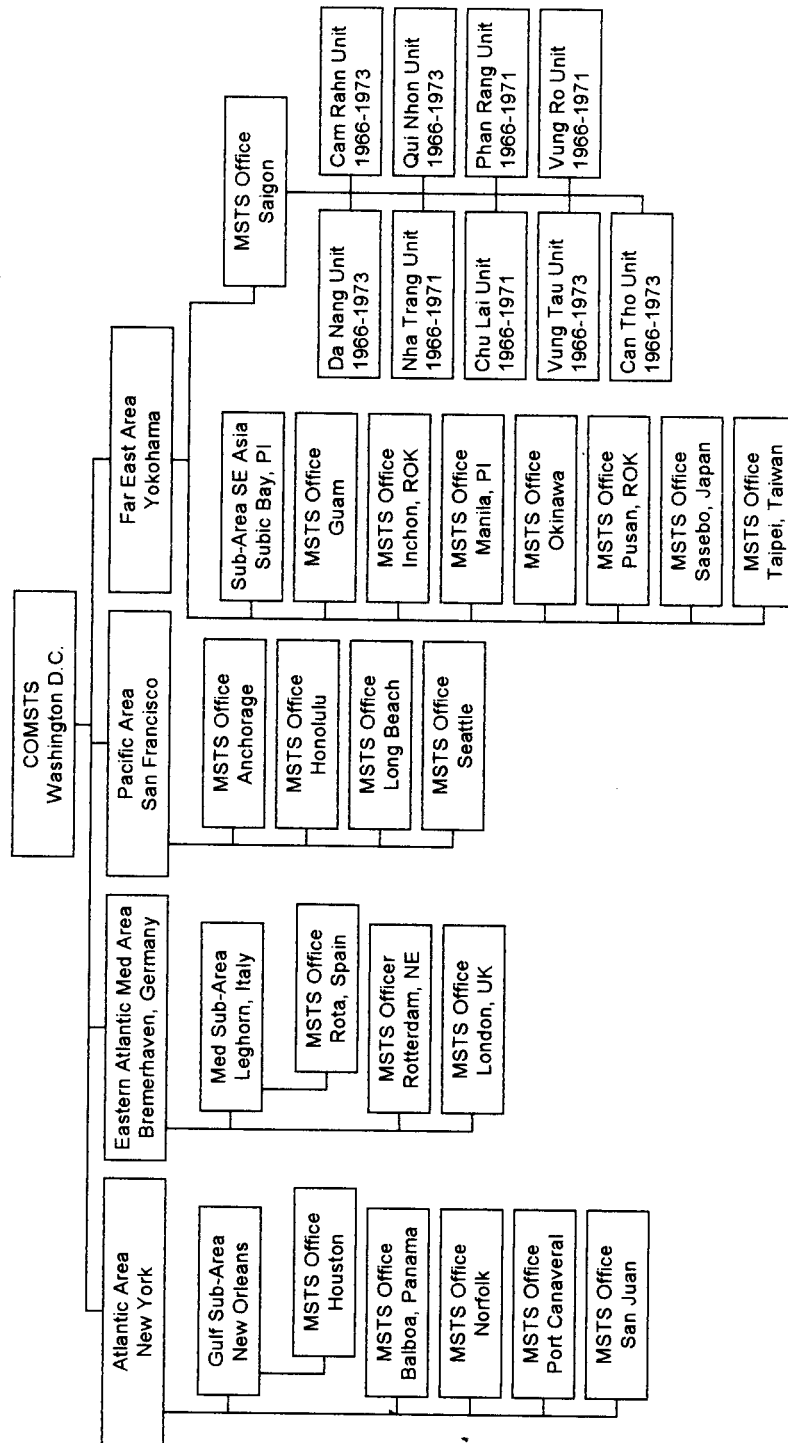 COMSTS
Washington D.C.
Atlantic Area
New York
Gulf Sub-Area
New Orleans
MSTS Office
Houston
MSTS Office
Balboa, Panama
MSTS Office
Norfolk
MSTS Office
Port Canaveral
MSTS Office
San Juan
Eastern Atlantic Med Area
Bremerhaven, Germany
Med Sub-Area
Leghorn, Italy
MSTS Office
Rota, Spain
MSTS Officer
Rotterdam, NE
MSTS Office
London, UK
Pacific Area
San Francisco
MSTS Office
Anchorage
MSTS Office
Honolulu
MSTS Office
Long Beach
MSTS Office
Seattle
Far East Area
Yokohama
Sub-Area SE Asia
Subic Bay, PI
MSTS Office
Guam
MSTS Office
Inchon, ROK
MSTS Office
Manila, PI
MSTS Office
Okinawa
MSTS Office
Pusan, ROK
MSTS Office
Sasebo, Japan
MSTS Office
Taipei, Taiwan
MSTS Office
Saigon
Da Nang Unit
1966-1973
Cam Rahn Unit
1966-1973
Nha Trang Unit
1966-1971
Qui Nhon Unit
1966-1973
Chu Lai Unit
1966-1971
Phan Rang Unit
1966-1971
Vung Tau Unit
1966-1973
Vung Ro Unit
1966-1971
Can Tho Unit
1966-1973